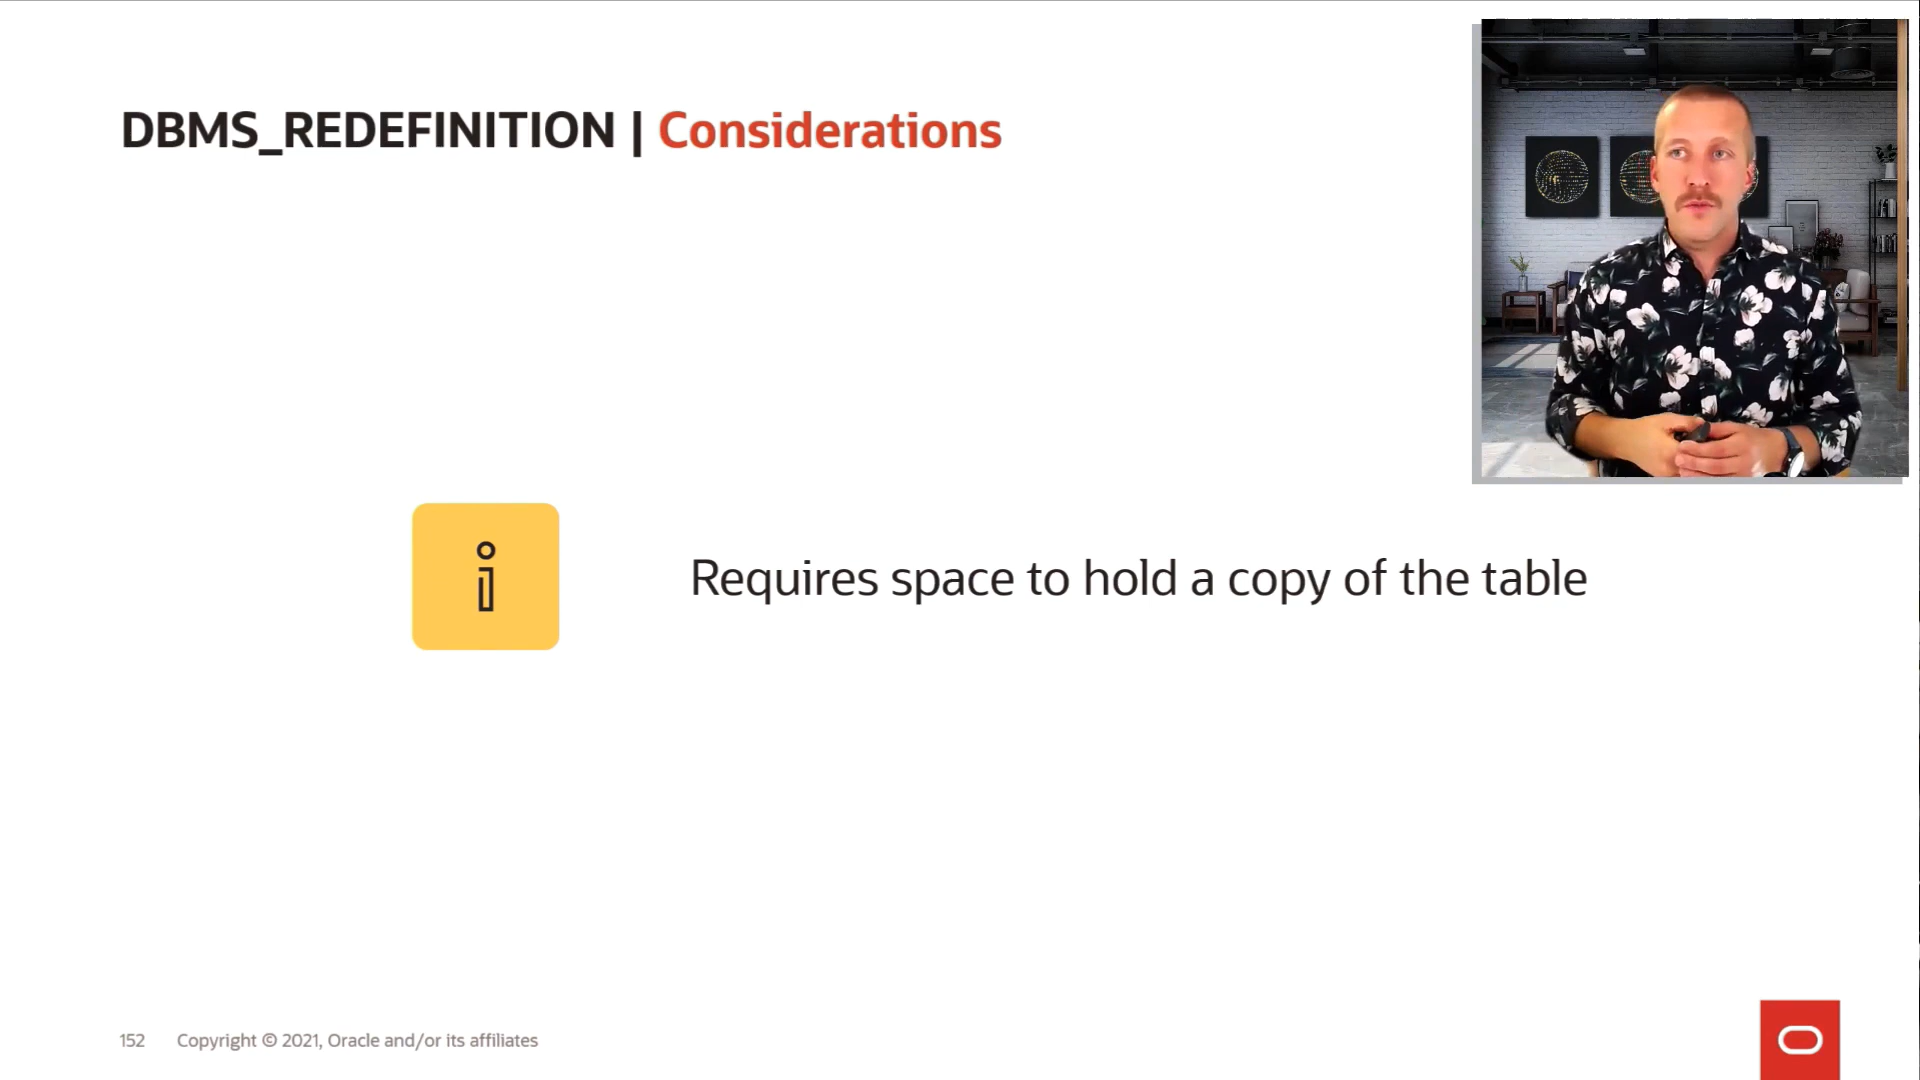 DBMS_REDEFINITION | Considerations
Requires space to hold a copy of the table
152 Copyright © 2021, Oracle and/or its affiliates